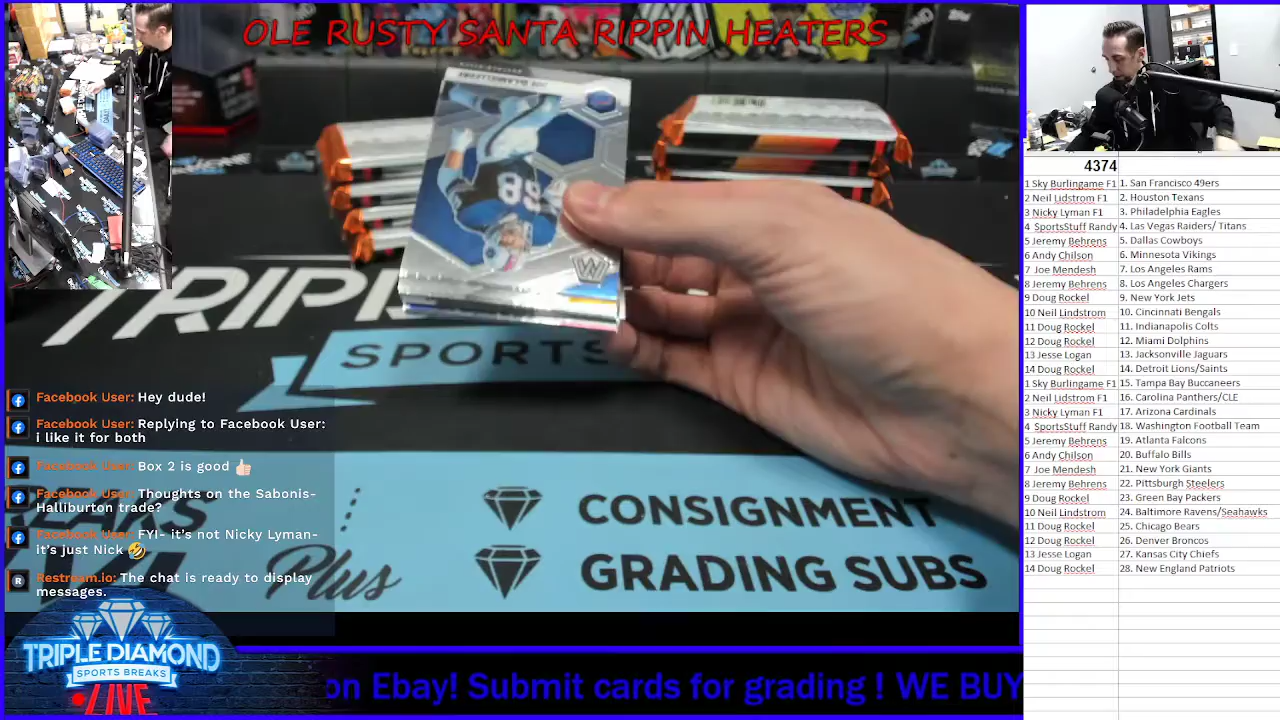 OLE RUSTY SANTA RIPPIN HEATERS
89
W
SPORTS
CONSIGNMENT
GRADING SUBS
BREAKS
Plus
Facebook User: Hey dude!
Replying to Facebook User:
i like it for both
Facebook User: Box 2 is good 👍🏻
Facebook User: Thoughts on the Sabonis-
Halliburton trade?
Facebook User: FYI- it's not Nicky Lyman-
it's just Nick 🤣
R
Restream.io: The chat is ready to display
messages.
TRIPLE DIAMOND
SPORTS BREAKS
LIVE
on Ebay! Submit cards for grading ! WE BUY
4374
1 Sky Burlingame F1 1. San Francisco 49ers
2 Neil Lidstrom F1 2. Houston Texans
3 Nicky Lyman F1 3. Philadelphia Eagles
4 SportsStuff Randy 4. Las Vegas Raiders/ Titans
5 Jeremy Behrens 5. Dallas Cowboys
6 Andy Chilson 6. Minnesota Vikings
7 Joe Mendesh 7. Los Angeles Rams
8 Jeremy Behrens 8. Los Angeles Chargers
9 Doug Rockel 9. New York Jets
10 Neil Lindstrom 10. Cincinnati Bengals
11 Doug Rockel 11. Indianapolis Colts
12 Doug Rockel 12. Miami Dolphins
13 Jesse Logan 13. Jacksonville Jaguars
14 Doug Rockel 14. Detroit Lions/Saints
1 Sky Burlingame F1 15. Tampa Bay Buccaneers
2 Neil Lidstrom F1 16. Carolina Panthers/CLE
3 Nicky Lyman F1 17. Arizona Cardinals
4 SportsStuff Randy 18. Washington Football Team
5 Jeremy Behrens 19. Atlanta Falcons
6 Andy Chilson 20. Buffalo Bills
7 Joe Mendesh 21. New York Giants
8 Jeremy Behrens 22. Pittsburgh Steelers
9 Doug Rockel 23. Green Bay Packers
10 Neil Lindstrom 24. Baltimore Ravens/Seahawks
11 Doug Rockel 25. Chicago Bears
12 Doug Rockel 26. Denver Broncos
13 Jesse Logan 27. Kansas City Chiefs
14 Doug Rockel 28. New England Patriots